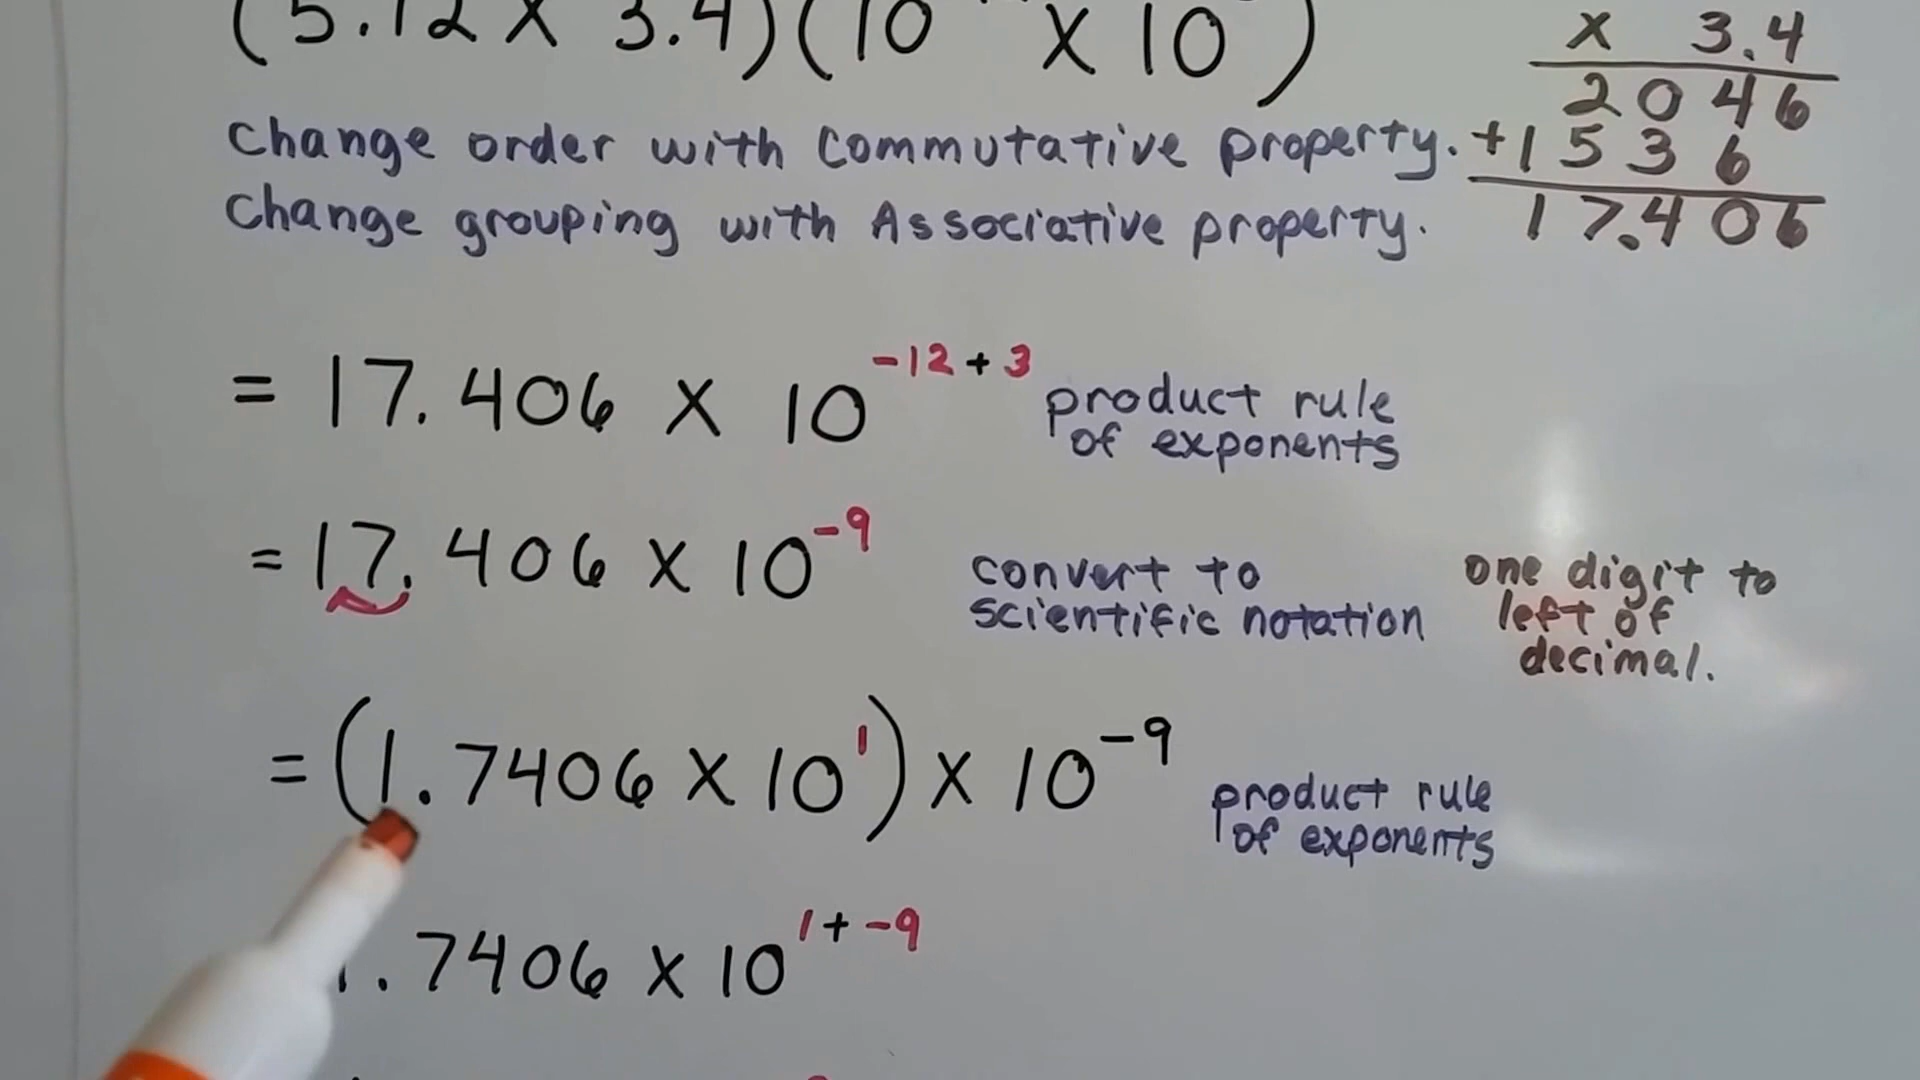 (5.12 x 3.4)(10 x 10 )
x 3.4
2046
+1536
17.406
Change order with Commutative property.
Change grouping with Associative property.
= 17.406 x 10^-12 + 3 product rule of exponents
= 17.406 x 10^-9 convert to scientific notation
one digit to
left of
decimal.
= (1.7406 x 10^1) x 10^-9 product rule of exponents
1.7406 x 10^1 + -9